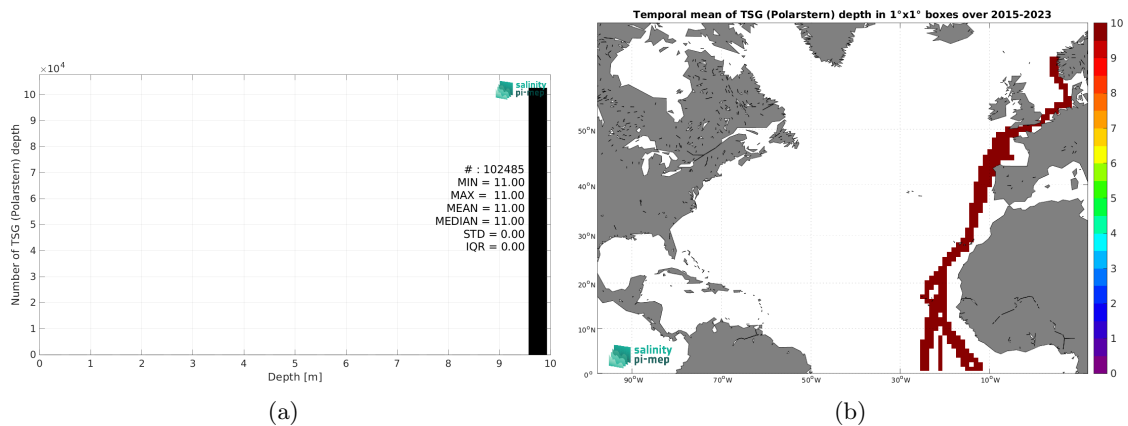 ×10⁴
salinity
pi-mep
10
9
8
7
6
5
4
3
2
1
0
Number of TSG (Polarstern) depth
# : 102485
MIN = 11.00
MAX = 11.00
MEAN = 11.00
MEDIAN = 11.00
STD = 0.00
IQR = 0.00
0 1 2 3 4 5 6 7 8 9 10
Depth [m]
(a)
Temporal mean of TSG (Polarstern) depth in 1°x1° boxes over 2015-2023
50°N
40°N
30°N
20°N
10°N
0°
90°W 70°W 50°W 30°W 10°W
salinity
pi-mep
10
9
8
7
6
5
4
3
2
1
0
(b)